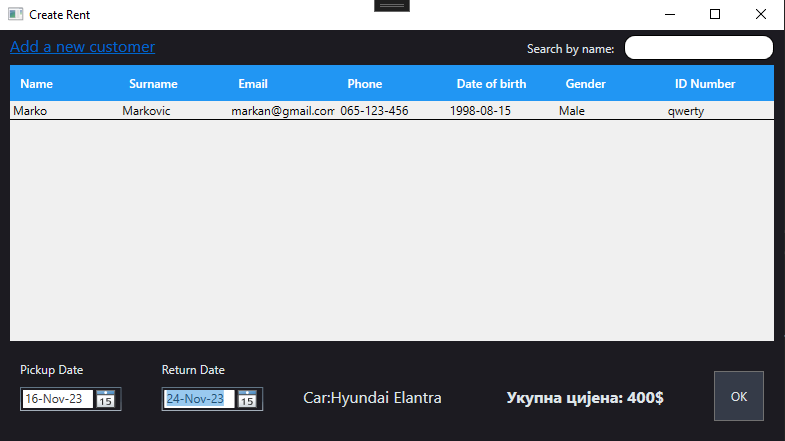 Create Rent
Add a new customer
Search by name:
Name Surname Email Phone Date of birth Gender ID Number
Marko Markovic markan@gmail.com 065-123-456 1998-08-15 Male qwerty
Pickup Date Return Date
16-Nov-23 15 24-Nov-23 15 Car:Hyundai Elantra Укупна цијена: 400$ OK